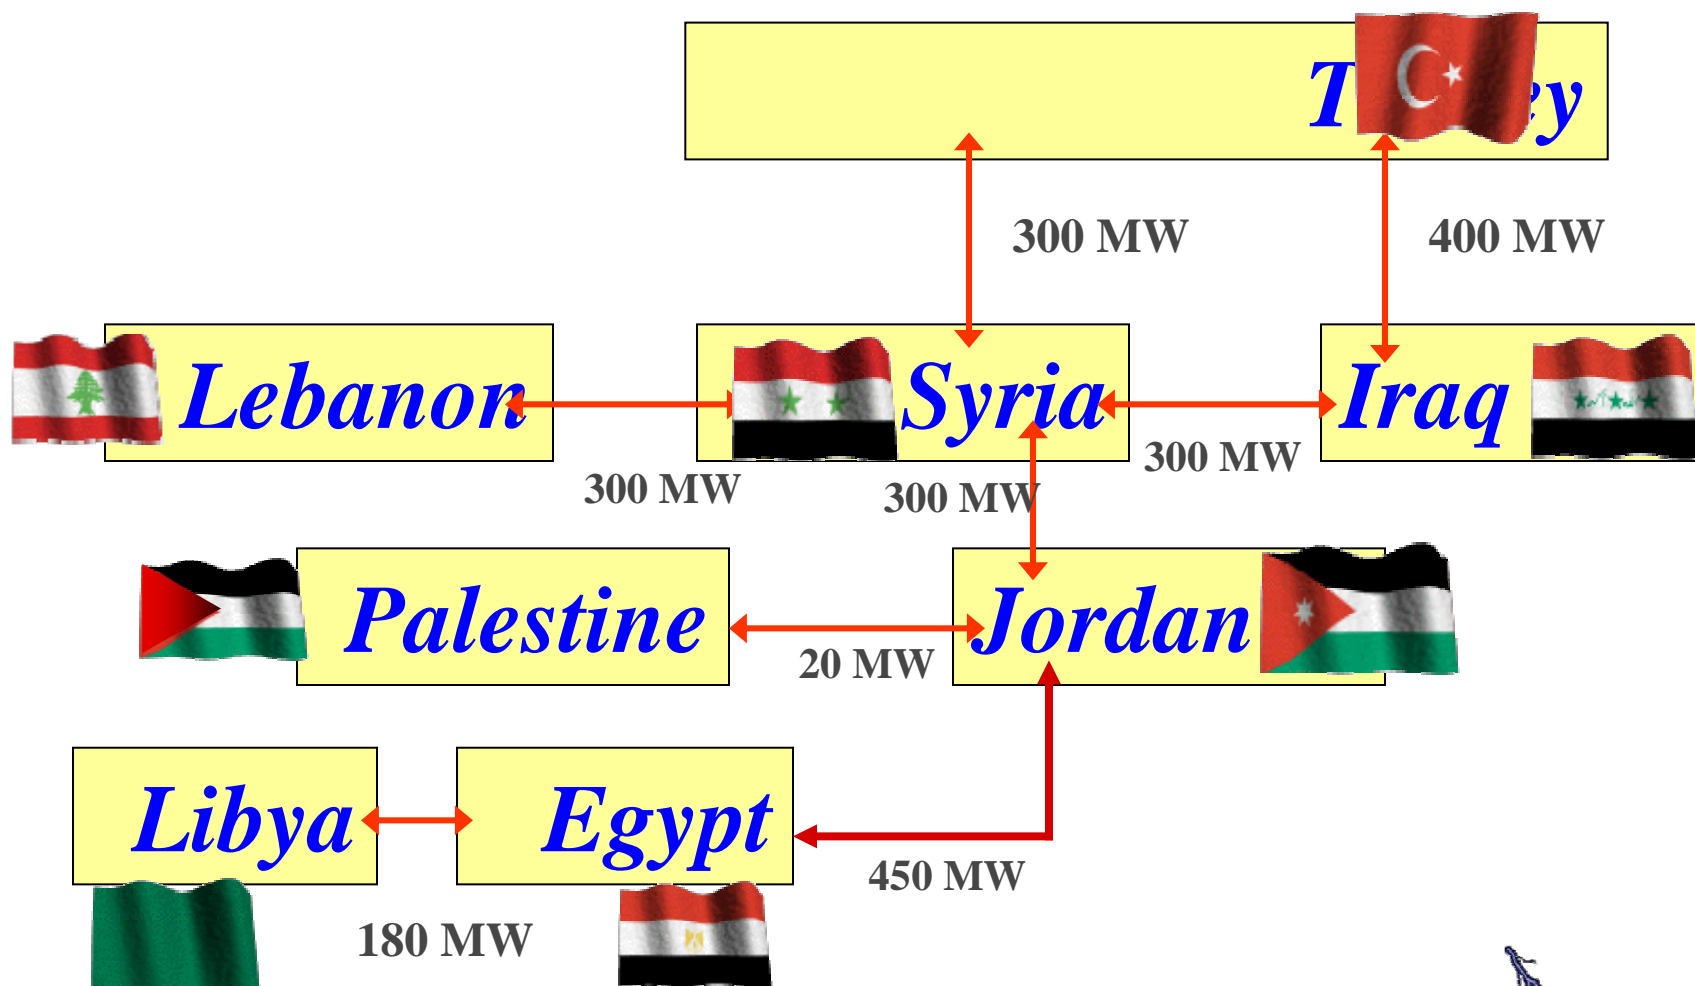 300 MW
400 MW
Lebanon
Syria
Iraq
300 MW
300 MW
300 MW
Palestine
Jordan
20 MW
Libya
Egypt
450 MW
180 MW